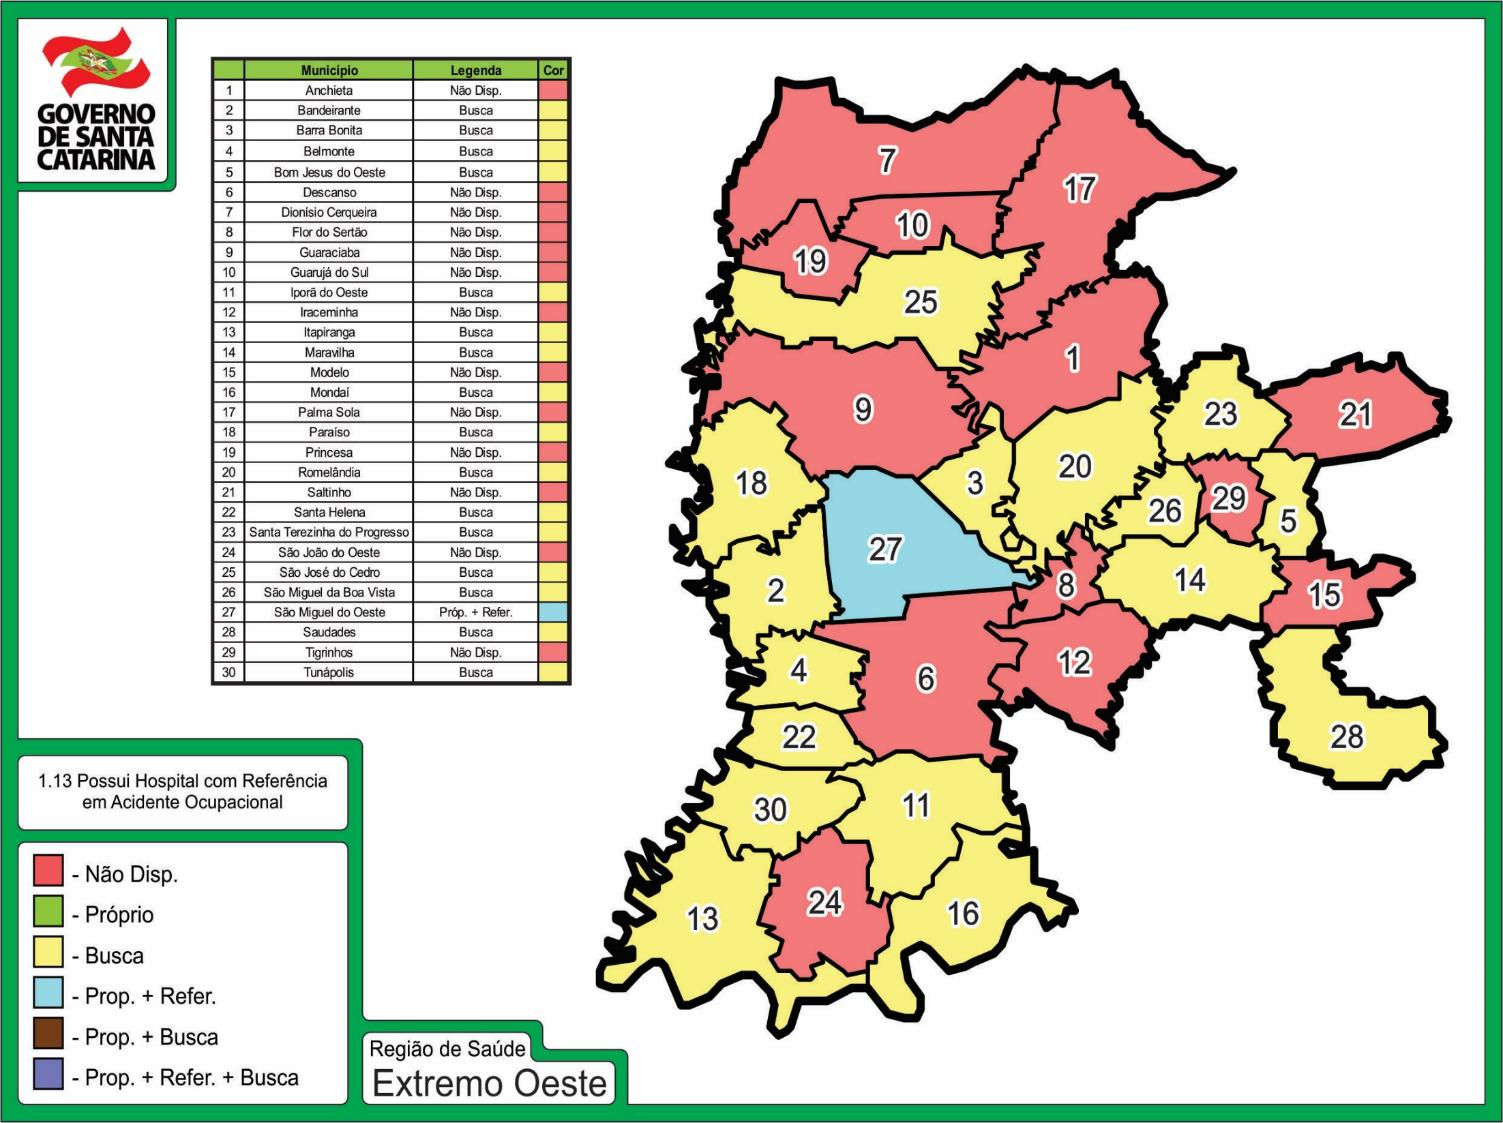 GOVERNO
DE SANTA
CATARINA
Município Legenda Cor
1 Anchieta Não Disp.
2 Bandeirante Busca
3 Barra Bonita Busca
4 Belmonte Busca
5 Bom Jesus do Oeste Busca
6 Descanso Não Disp.
7 Dionísio Cerqueira Não Disp.
8 Flor do Sertão Não Disp.
9 Guaraciaba Não Disp.
10 Guarujá do Sul Não Disp.
11 Iporã do Oeste Busca
12 Iraceminha Não Disp.
13 Itapiranga Busca
14 Maravilha Busca
15 Modelo Não Disp.
16 Mondaí Busca
17 Palma Sola Não Disp.
18 Paraíso Busca
19 Princesa Não Disp.
20 Romelândia Busca
21 Saltinho Não Disp.
22 Santa Helena Busca
23 Santa Terezinha do Progresso Busca
24 São João do Oeste Não Disp.
25 São José do Cedro Busca
26 São Miguel da Boa Vista Busca
27 São Miguel do Oeste Próp. + Refer.
28 Saudades Busca
29 Tigrinhos Não Disp.
30 Tunápolis Busca
7
17
10
19
25
1
9
23
21
20
3
18
26
29
5
27
14
2
8
15
12
4
6
22
28
30
11
24
13
16
1.13 Possui Hospital com Referência
em Acidente Ocupacional
- Não Disp.
- Próprio
- Busca
- Prop. + Refer.
- Prop. + Busca
- Prop. + Refer. + Busca
Região de Saúde
Extremo Oeste